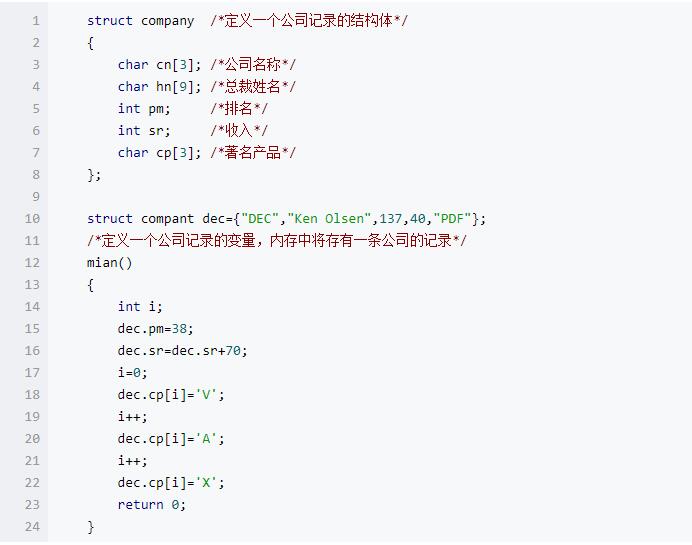 1 struct company /*定义一个公司记录的结构体*/
2 {
3 char cn[3]; /*公司名称*/
4 char hn[9]; /*总裁姓名*/
5 int pm; /*排名*/
6 int sr; /*收入*/
7 char cp[3]; /*著名产品*/
8 };
9
10 struct compant dec={"DEC","Ken Olsen",137,40,"PDF"};
11 /*定义一个公司记录的变量，内存中将存有一条公司的记录*/
12 mian()
13 {
14 int i;
15 dec.pm=38;
16 dec.sr=dec.sr+70;
17 i=0;
18 dec.cp[i]='V';
19 i++;
20 dec.cp[i]='A';
21 i++;
22 dec.cp[i]='X';
23 return 0;
24 }